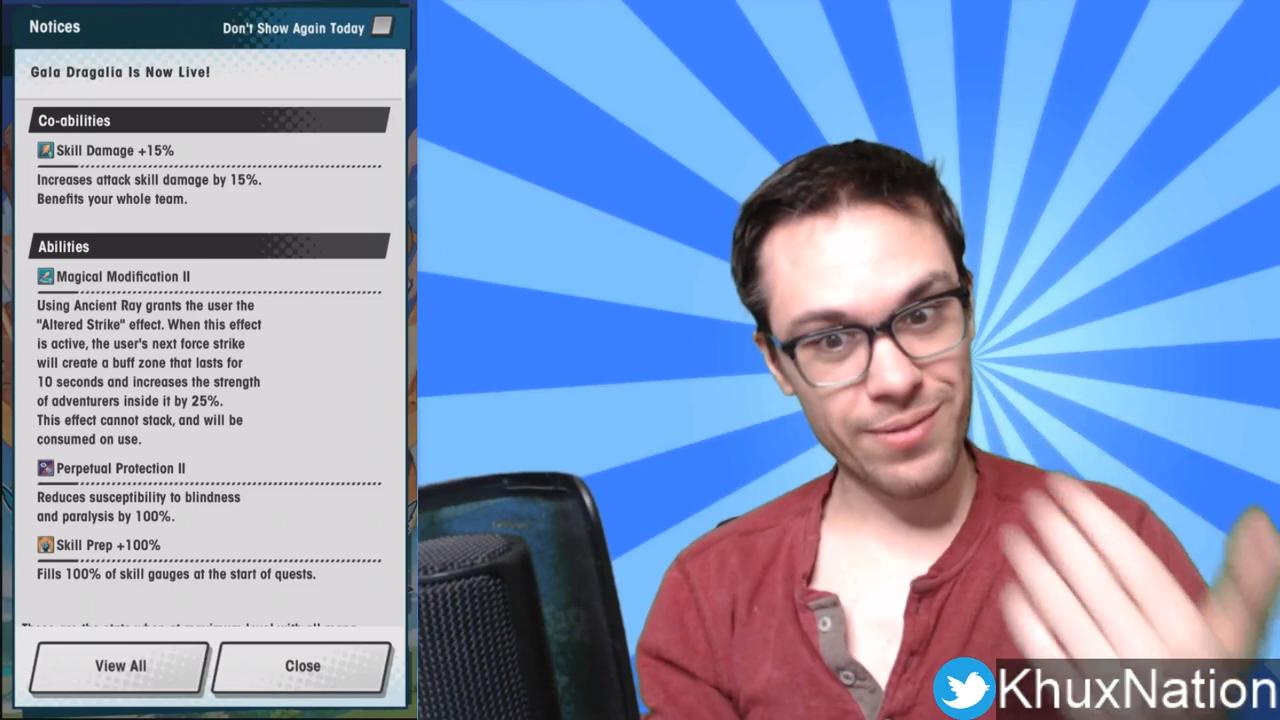 Notices
Don't Show Again Today
Gala Dragalia Is Now Live!
Co-abilities
Skill Damage +15%
Increases attack skill damage by 15%.
Benefits your whole team.
Abilities
Magical Modification II
Using Ancient Ray grants the user the
"Altered Strike" effect. When this effect
is active, the user's next force strike
will create a buff zone that lasts for
10 seconds and increases the strength
of adventurers inside it by 25%.
This effect cannot stack, and will be
consumed on use.
Perpetual Protection II
Reduces susceptibility to blindness
and paralysis by 100%.
Skill Prep +100%
Fills 100% of skill gauges at the start of quests.
View All
Close
KhuxNation